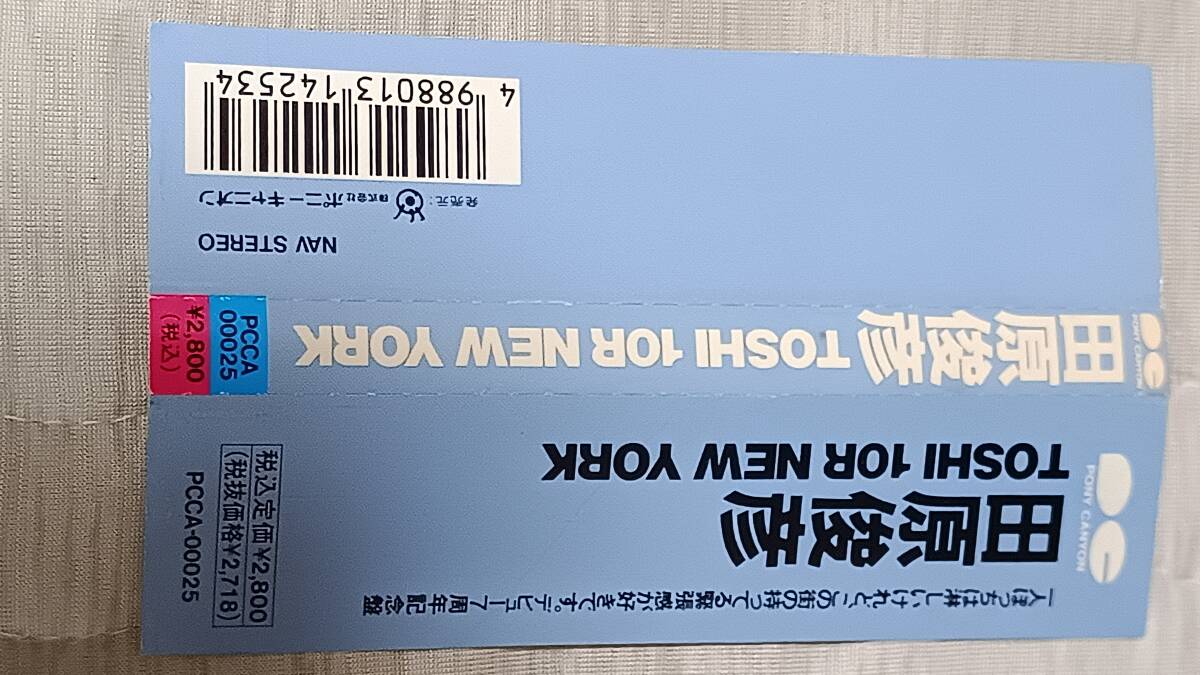 一人ぼっちは淋しいけれど、この街の持ってる緊張感が好きです。デビュー7周年記念盤
田原俊彦
TOSHI 10R NEW YORK
PONY CANYON
税込定価¥2,800
(税抜価格¥2,718)
PCCA-00025
PONY CANYON
田原俊彦 TOSHI 10R NEW YORK
PCCA
00025
¥2,800
(税込)
NAV STEREO
発売元: 株式会社ポニーキャニオン
4 988013 142534